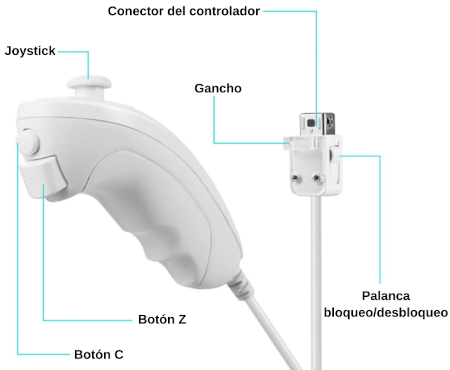 Conector del controlador
Joystick
Gancho
Palanca
bloqueo/desbloqueo
Botón Z
Botón C